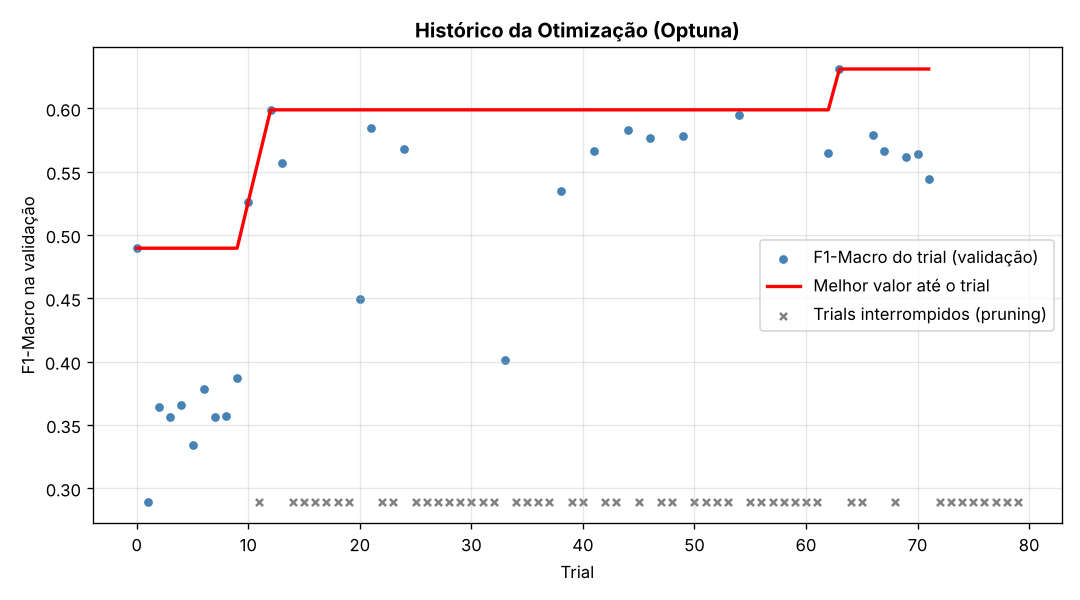 Histórico da Otimização (Optuna)
F1-Macro na validação
0.60
0.55
0.50
0.45
0.40
0.35
0.30
F1-Macro do trial (validação)
Melhor valor até o trial
Trials interrompidos (pruning)
0 10 20 30 40 50 60 70 80
Trial